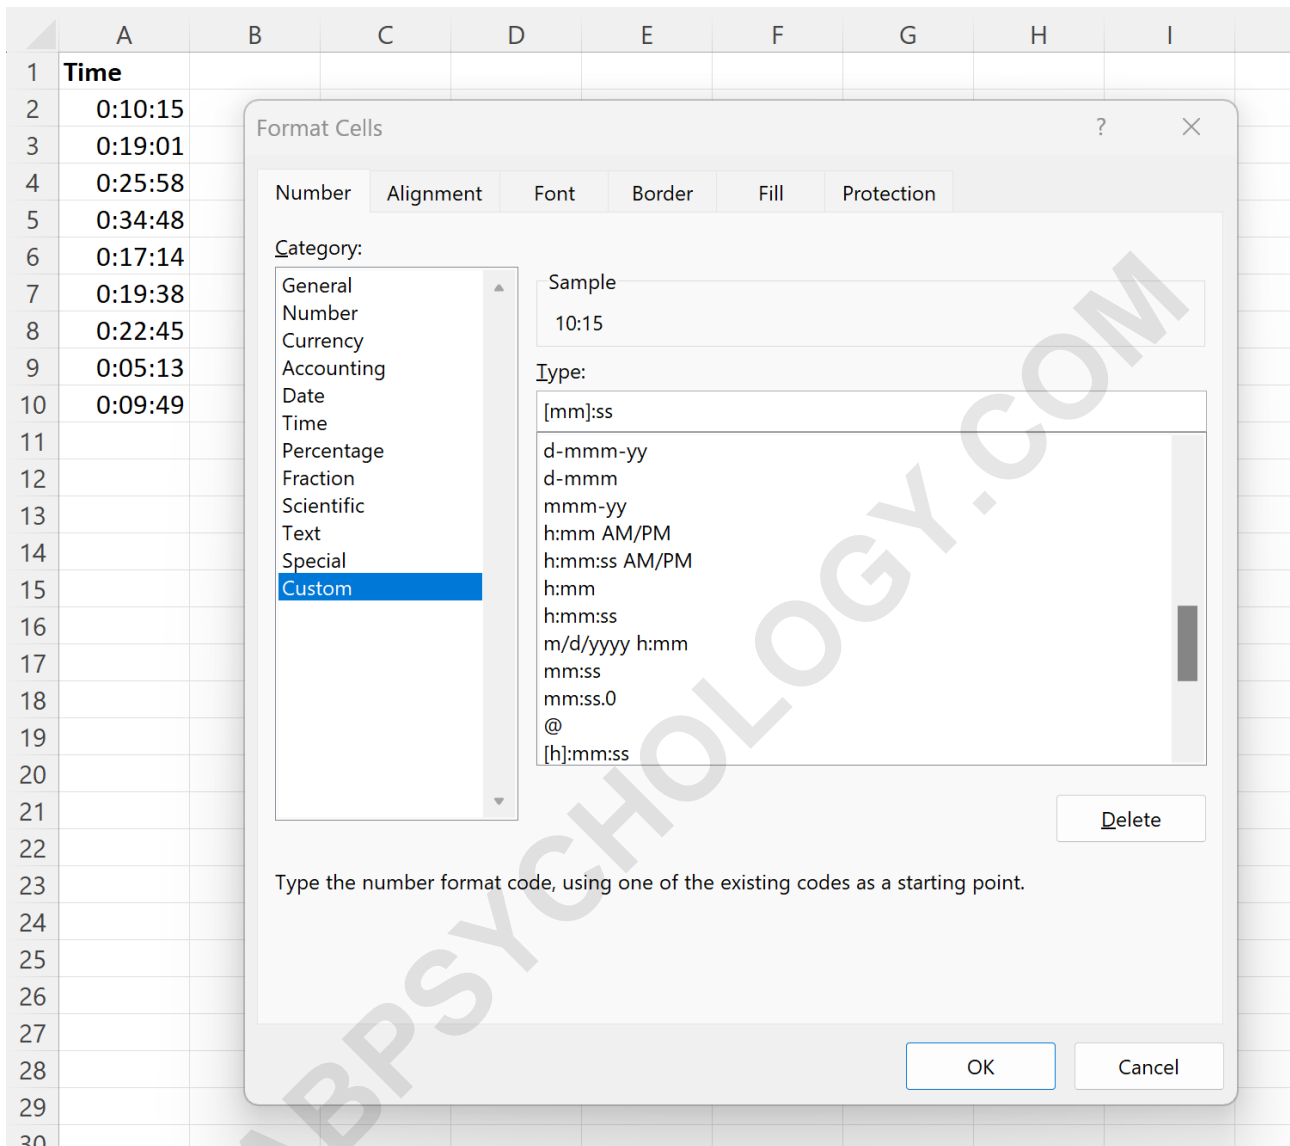 A B C D E F G H I
1 Time
2 0:10:15
3 0:19:01
4 0:25:58
5 0:34:48
6 0:17:14
7 0:19:38
8 0:22:45
9 0:05:13
10 0:09:49
11
12
13
14
15
16
17
18
19
20
21
22
23
24
25
26
27
28
29
30
Format Cells ?
Number Alignment Font Border Fill Protection
Category:
General
Number
Currency
Accounting
Date
Time
Percentage
Fraction
Scientific
Text
Special
Custom
Sample
10:15
Type:
[mm]:ss
d-mmm-yy
d-mmm
mmm-yy
h:mm AM/PM
h:mm:ss AM/PM
h:mm
h:mm:ss
m/d/yyyy h:mm
mm:ss
mm:ss.0
@
[h]:mm:ss
Delete
Type the number format code, using one of the existing codes as a starting point.
OK Cancel
ABPSYCHOLOGY.COM